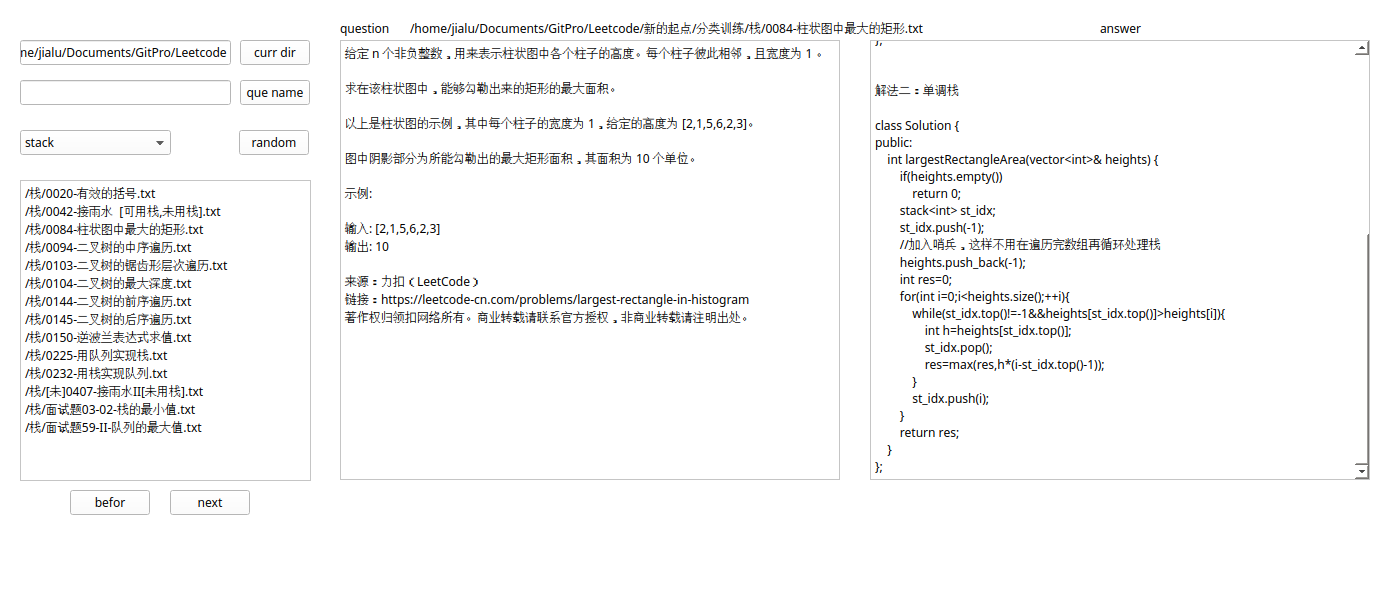 question /home/jialu/Documents/GitPro/Leetcode/新的起点/分类训练/栈/0084-柱状图中最大的矩形.txt answer
me/jialu/Documents/GitPro/Leetcode curr dir
que name
stack random
/栈/0020-有效的括号.txt
/栈/0042-接雨水 [可用栈,未用栈].txt
/栈/0084-柱状图中最大的矩形.txt
/栈/0094-二叉树的中序遍历.txt
/栈/0103-二叉树的锯齿形层次遍历.txt
/栈/0104-二叉树的最大深度.txt
/栈/0144-二叉树的前序遍历.txt
/栈/0145-二叉树的后序遍历.txt
/栈/0150-逆波兰表达式求值.txt
/栈/0225-用队列实现栈.txt
/栈/0232-用栈实现队列.txt
/栈/[未]0407-接雨水II[未用栈].txt
/栈/面试题03-02-栈的最小值.txt
/栈/面试题59-II-队列的最大值.txt
befor next
给定 n 个非负整数，用来表示柱状图中各个柱子的高度。每个柱子彼此相邻，且宽度为 1 。
求在该柱状图中，能够勾勒出来的矩形的最大面积。
以上是柱状图的示例，其中每个柱子的宽度为 1，给定的高度为 [2,1,5,6,2,3]。
图中阴影部分为所能勾勒出的最大矩形面积，其面积为 10 个单位。
示例:
输入: [2,1,5,6,2,3]
输出: 10
来源：力扣（LeetCode）
链接：https://leetcode-cn.com/problems/largest-rectangle-in-histogram
著作权归领扣网络所有。商业转载请联系官方授权，非商业转载请注明出处。
};
解法二：单调栈
class Solution {
public:
int largestRectangleArea(vector<int>& heights) {
if(heights.empty())
return 0;
stack<int> st_idx;
st_idx.push(-1);
//加入哨兵，这样不用在遍历完数组再循环处理栈
heights.push_back(-1);
int res=0;
for(int i=0;i<heights.size();++i){
while(st_idx.top()!=-1&&heights[st_idx.top()]>heights[i]){
int h=heights[st_idx.top()];
st_idx.pop();
res=max(res,h*(i-st_idx.top()-1));
}
st_idx.push(i);
}
return res;
}
};